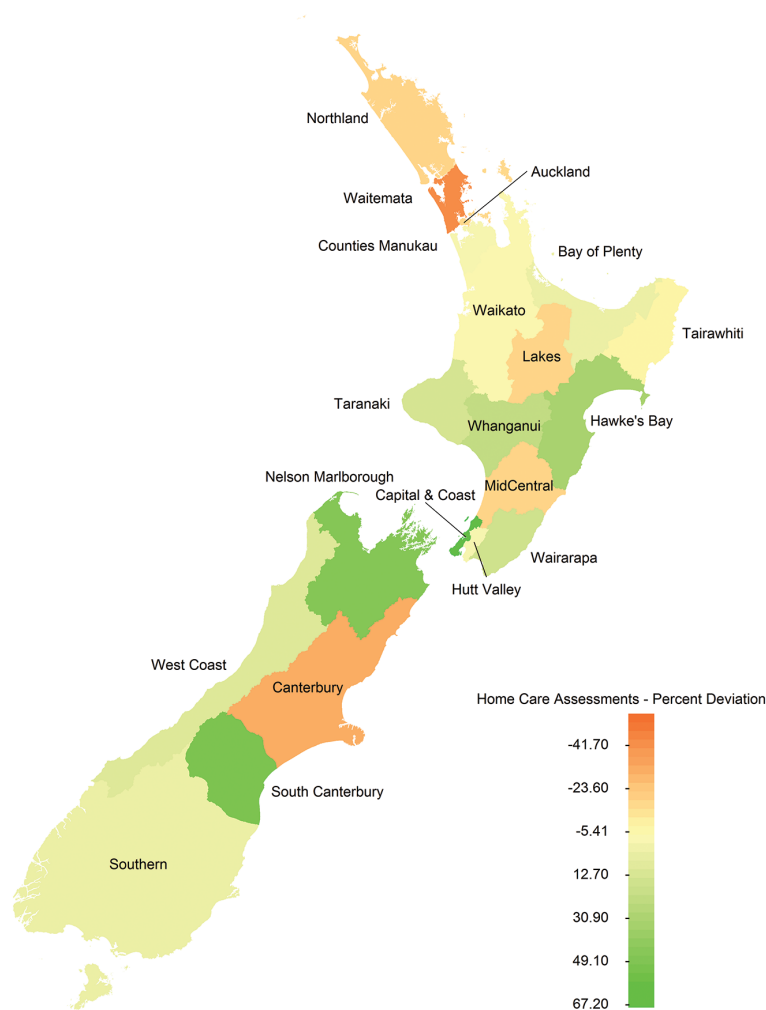 Northland
Auckland
Waitemata
Counties Manukau
Bay of Plenty
Waikato
Tairawhiti
Lakes
Taranaki
Hawke's Bay
Whanganui
Nelson Marlborough
MidCentral
Capital & Coast
Wairarapa
Hutt Valley
West Coast
Canterbury
Home Care Assessments - Percent Deviation
-41.70
-23.60
South Canterbury
-5.41
Southern
12.70
30.90
49.10
67.20